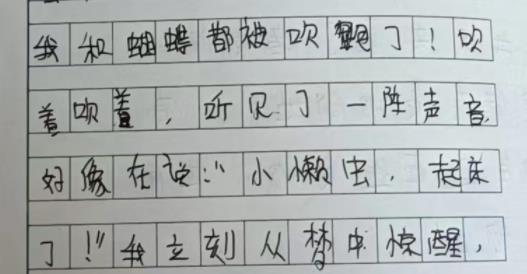 我和蝴蝶都被吹翻了！吹
着吹着，听见了一阵声音，
好像在说：“小懒虫，起床
了！”我立刻从梦中惊醒，